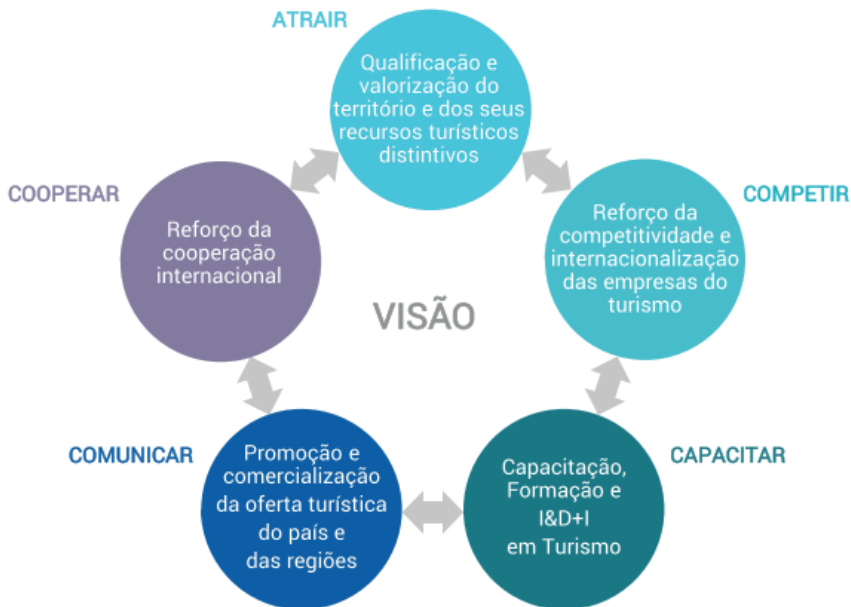 ATRAIR
Qualificação e
valorização do
território e dos seus
recursos turísticos
distintivos
COOPERAR
Reforço da
cooperação
internacional
COMPETIR
Reforço da
competitividade e
internacionalização
das empresas do
turismo
VISÃO
COMUNICAR
Promoção e
comercialização
da oferta turística
do país e
das regiões
CAPACITAR
Capacitação,
Formação e
I&D+I
em Turismo